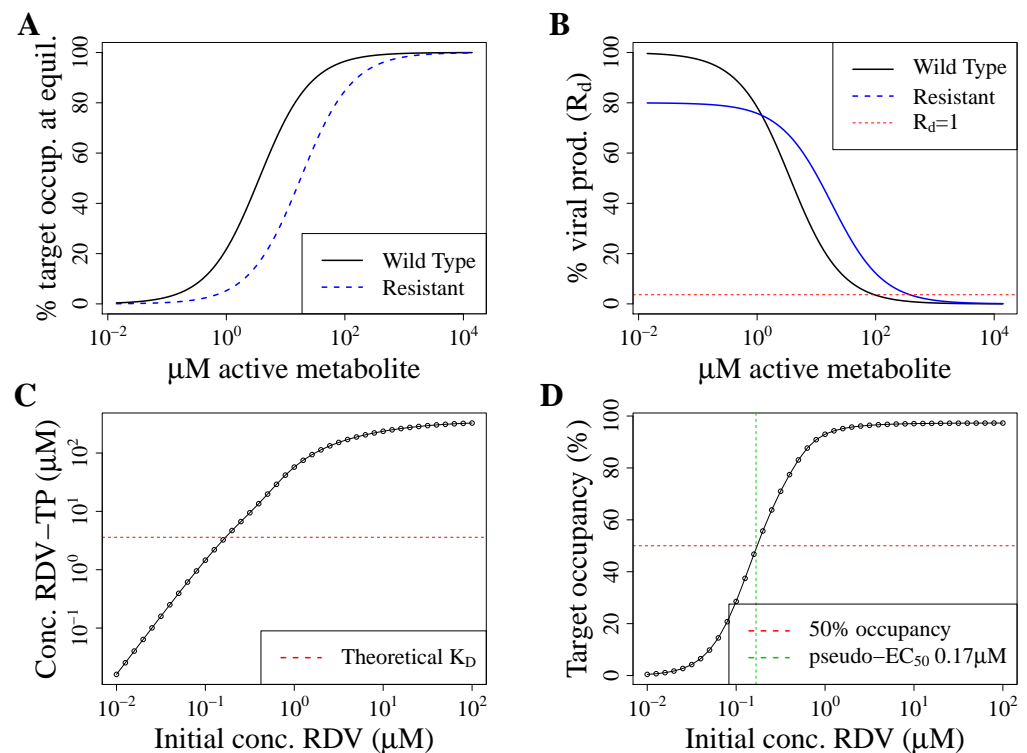 A
% target occup. at equil.
100
80
60
40
20
0
10⁻² 10⁰ 10² 10⁴
μM active metabolite
Wild Type
Resistant
B
% viral prod. (R_d)
100
80
60
40
20
0
10⁻² 10⁰ 10² 10⁴
μM active metabolite
Wild Type
Resistant
R_d=1
C
Conc. RDV−TP (μM)
10²
10¹
10⁰
10⁻¹
10⁻² 10⁻¹ 10⁰ 10¹ 10²
Initial conc. RDV (μM)
Theoretical K_D
D
Target occupancy (%)
100
80
60
40
20
0
10⁻² 10⁻¹ 10⁰ 10¹ 10²
Initial conc. RDV (μM)
50% occupancy
pseudo−EC₅₀ 0.17μM